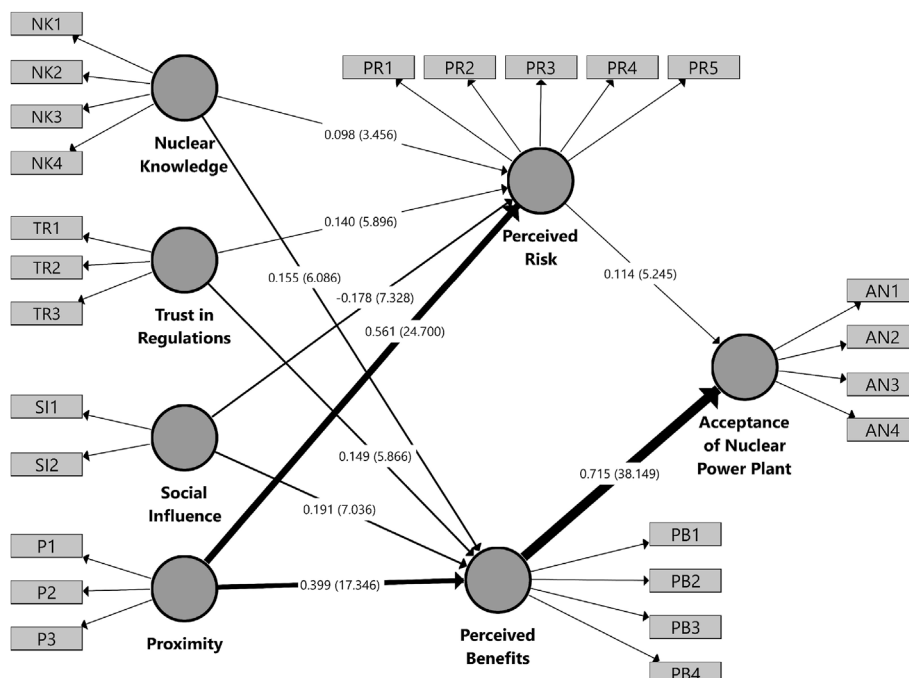 NK1
NK2
NK3
NK4
Nuclear
Knowledge
PR1
PR2
PR3
PR4
PR5
0.098 (3.456)
TR1
TR2
TR3
Trust in
Regulations
0.140 (5.896)
Perceived
Risk
0.155 (6.086)
-0.178 (7.328)
0.561 (24.700)
0.114 (5.245)
AN1
AN2
AN3
AN4
Acceptance
of Nuclear
Power Plant
SI1
SI2
Social
Influence
0.149 (5.866)
0.191 (7.036)
0.715 (38.149)
P1
P2
P3
Proximity
0.399 (17.346)
Perceived
Benefits
PB1
PB2
PB3
PB4